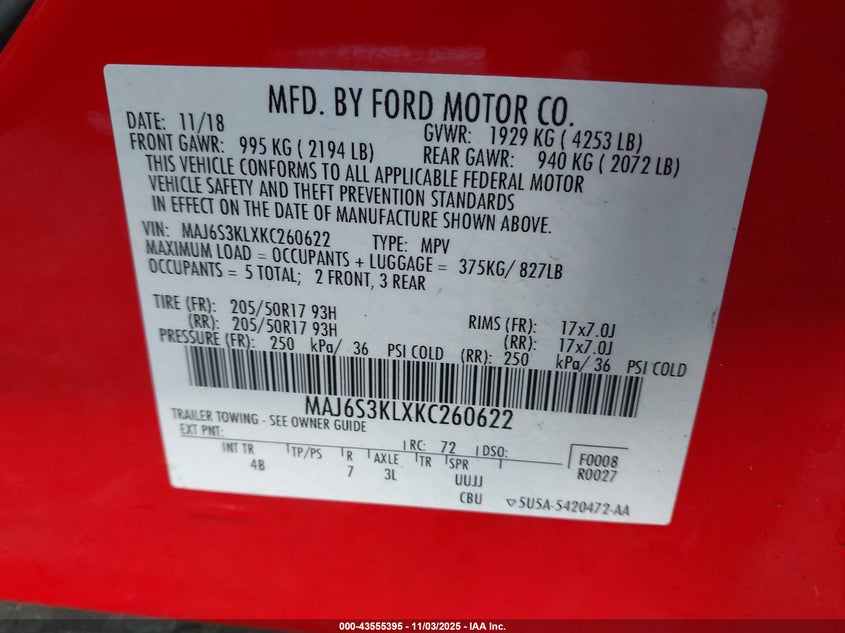 MFD. BY FORD MOTOR CO.
DATE: 11/18 GVWR: 1929 KG ( 4253 LB)
FRONT GAWR: 995 KG ( 2194 LB) REAR GAWR: 940 KG ( 2072 LB)
THIS VEHICLE CONFORMS TO ALL APPLICABLE FEDERAL MOTOR
VEHICLE SAFETY AND THEFT PREVENTION STANDARDS
IN EFFECT ON THE DATE OF MANUFACTURE SHOWN ABOVE.
VIN: MAJ6S3KLXKC260622 TYPE: MPV
MAXIMUM LOAD = OCCUPANTS + LUGGAGE = 375KG/ 827LB
OCCUPANTS = 5 TOTAL; 2 FRONT, 3 REAR
TIRE (FR): 205/50R17 93H RIMS (FR): 17x7.0J
(RR): 205/50R17 93H (RR): 17x7.0J
PRESSURE (FR): 250 kPa/ 36 PSI COLD (RR): 250 kPa/ 36 PSI COLD
MAJ6S3KLXKC260622
TRAILER TOWING - SEE OWNER GUIDE
EXT PNT: RC: 72 DSO: F0008
INT TR TP/PS R AXLE TR SPR R0027
4B 7 3L UUJJ
CBU ▽5U5A-5420472-AA
000-43555395 - 11/03/2025 - IAA Inc.